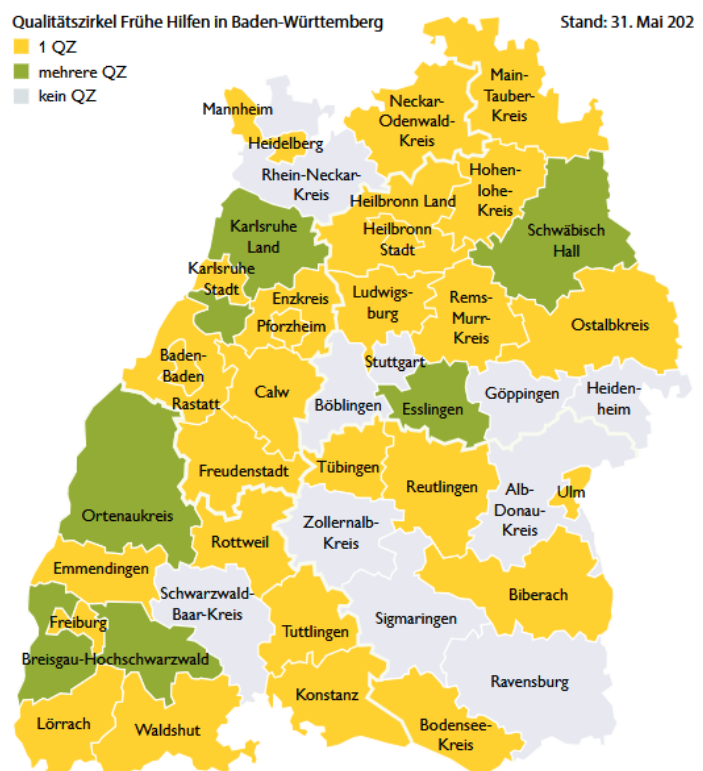 Qualitätszirkel Frühe Hilfen in Baden-Württemberg
Stand: 31. Mai 202
1 QZ
mehrere QZ
kein QZ
Mannheim
Heidelberg
Rhein-Neckar-
Kreis
Neckar-
Odenwald-
Kreis
Main-
Tauber-
Kreis
Hohen-
lohe-
Kreis
Heilbronn Land
Heilbronn
Stadt
Schwäbisch
Hall
Karlsruhe
Land
Karlsruhe
Stadt
Enzkreis
Pforzheim
Ludwigs-
burg
Rems-
Murr-
Kreis
Ostalbkreis
Baden-
Baden
Rastatt
Calw
Böblingen
Stuttgart
Esslingen
Göppingen
Heiden-
heim
Freudenstadt
Tübingen
Reutlingen
Alb-
Donau-
Kreis
Ulm
Ortenaukreis
Rottweil
Zollernalb-
Kreis
Emmendingen
Schwarzwald-
Baar-Kreis
Biberach
Sigmaringen
Freiburg
Tuttlingen
Breisgau-Hochschwarzwald
Ravensburg
Konstanz
Lörrach
Waldshut
Bodensee-
Kreis